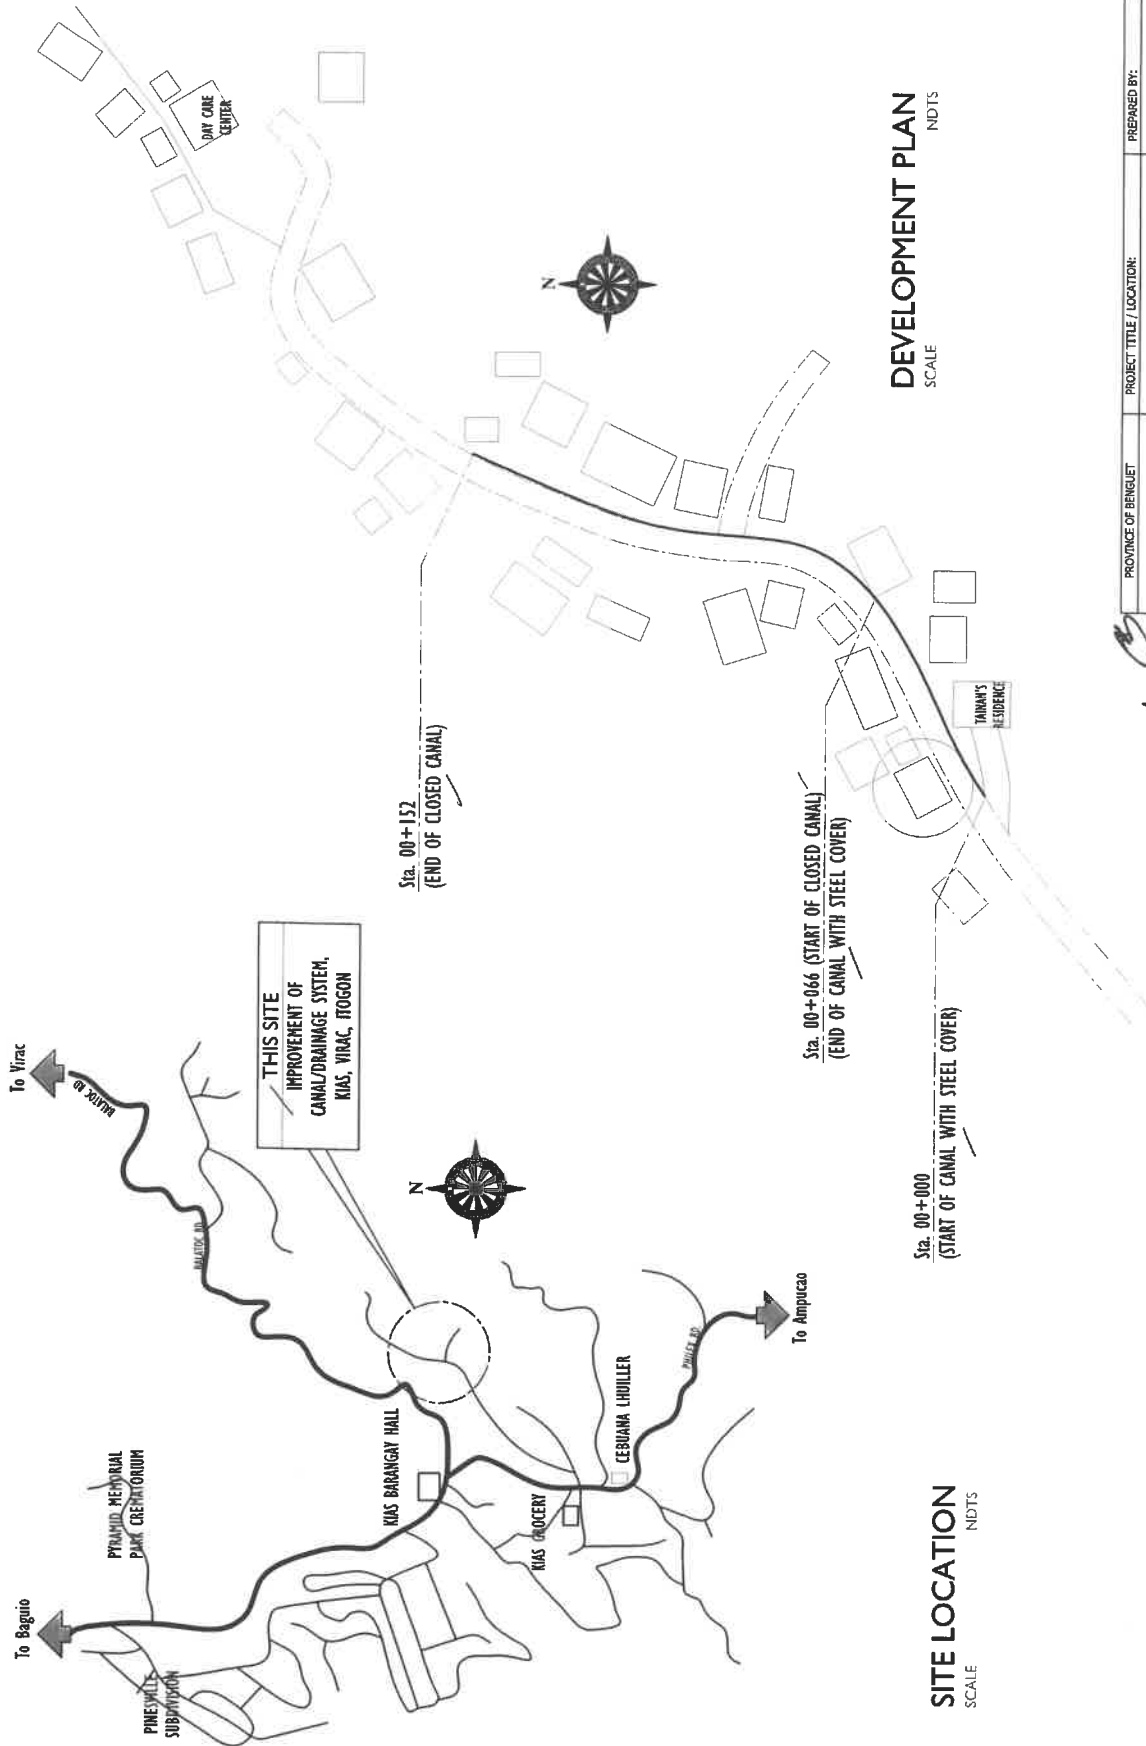 To Baguio
PINESVILLE
SUBDIVISION
PYRAMID MEMORIAL
PARK CREMATORIUM
To Virac
BALATOC RD
BALATOC RD
THIS SITE
IMPROVEMENT OF
CANAL/DRAINAGE SYSTEM,
KIAS, VIRAC, ITOGON
KIAS BARANGAY HALL
N
KIAS GROCERY
CEBUANA LHUILLER
PHILEX RD
To Ampucao
SITE LOCATION
SCALE NDTS
DAY CARE
CENTER
N
Sta. 00+152
(END OF CLOSED CANAL)
Sta. 00+066 (START OF CLOSED CANAL)
(END OF CANAL WITH STEEL COVER)
Sta. 00+000
(START OF CANAL WITH STEEL COVER)
TAINAN'S
RESIDENCE
DEVELOPMENT PLAN
SCALE NDTS
PROVINCE OF BENGUET
PROJECT TITLE / LOCATION:
PREPARED BY: